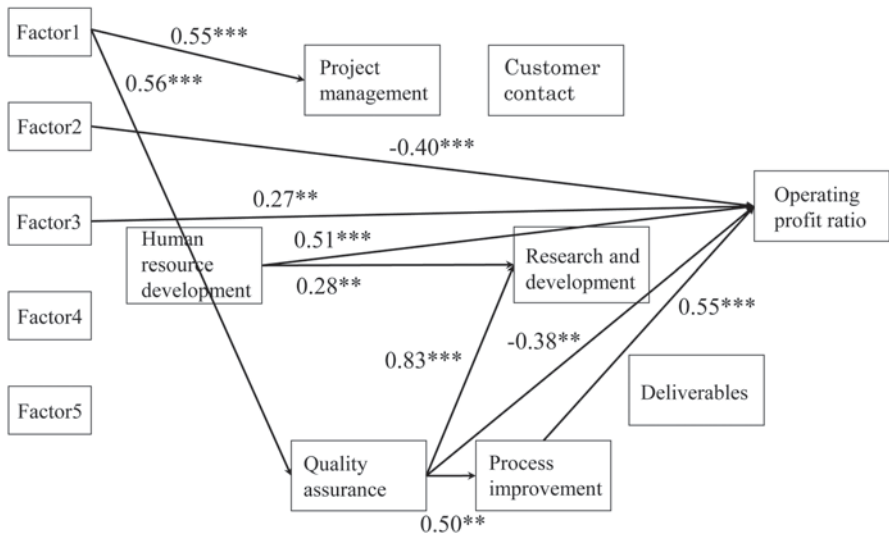 Factor1
0.55***
Project
management
Customer
contact
0.56***
Factor2
-0.40***
Operating
profit ratio
Factor3
0.27**
Human
resource
development
0.51***
0.28**
Research and
development
Factor4
0.83***
-0.38**
0.55***
Deliverables
Factor5
Quality
assurance
Process
improvement
0.50**